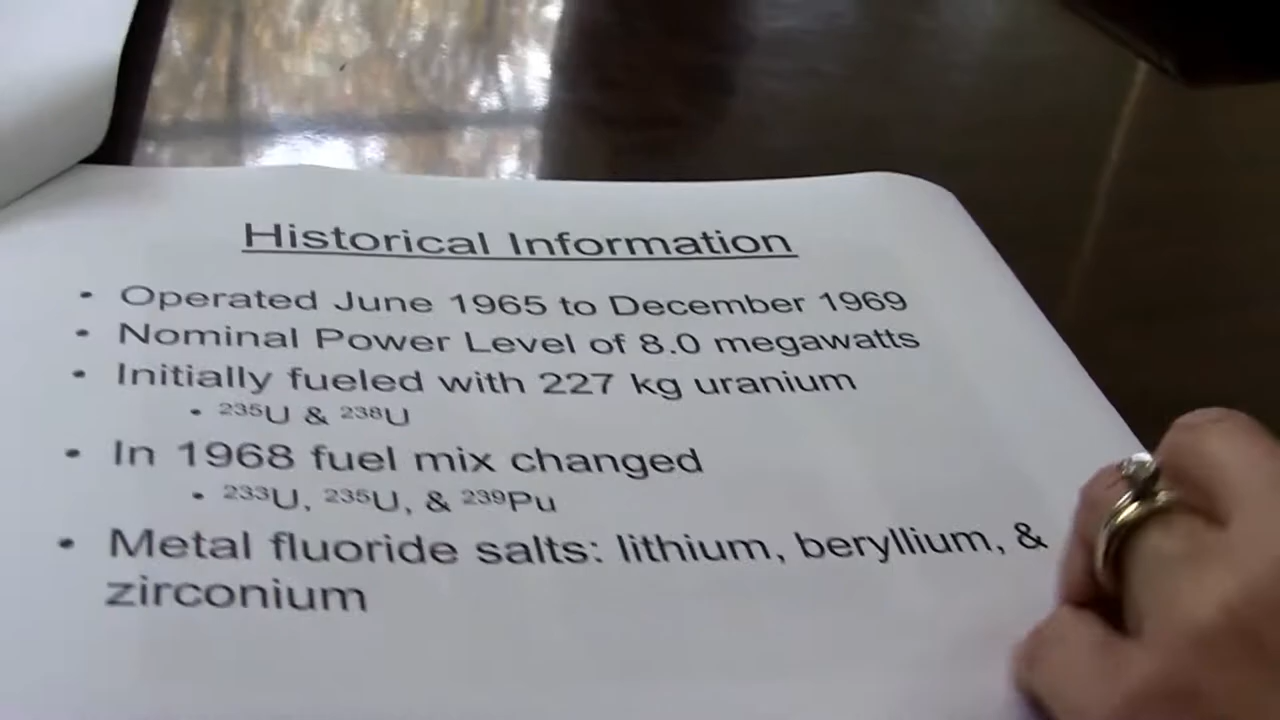 Historical Information
• Operated June 1965 to December 1969
• Nominal Power Level of 8.0 megawatts
• Initially fueled with 227 kg uranium
• ²³⁵U & ²³⁸U
• In 1968 fuel mix changed
• ²³³U, ²³⁵U, & ²³⁹Pu
• Metal fluoride salts: lithium, beryllium, &
zirconium